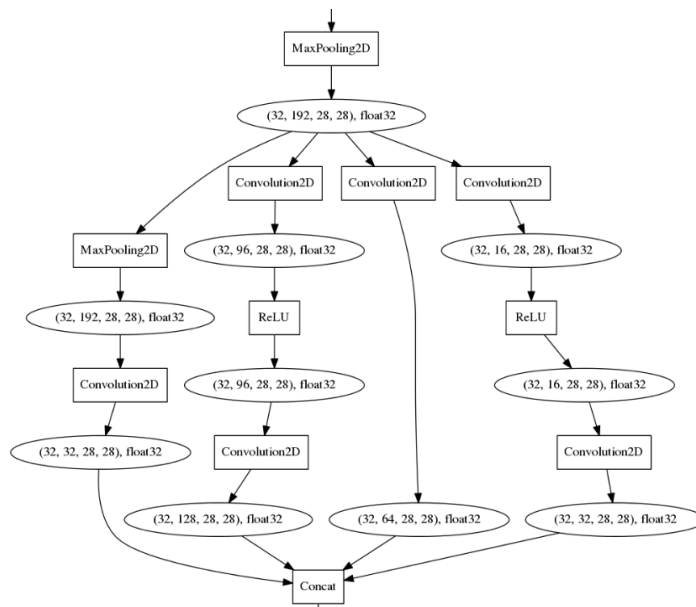 MaxPooling2D
(32, 192, 28, 28), float32
Convolution2D
Convolution2D
Convolution2D
MaxPooling2D
(32, 96, 28, 28), float32
(32, 16, 28, 28), float32
(32, 192, 28, 28), float32
ReLU
ReLU
Convolution2D
(32, 96, 28, 28), float32
(32, 16, 28, 28), float32
(32, 32, 28, 28), float32
Convolution2D
Convolution2D
(32, 128, 28, 28), float32
(32, 64, 28, 28), float32
(32, 32, 28, 28), float32
Concat